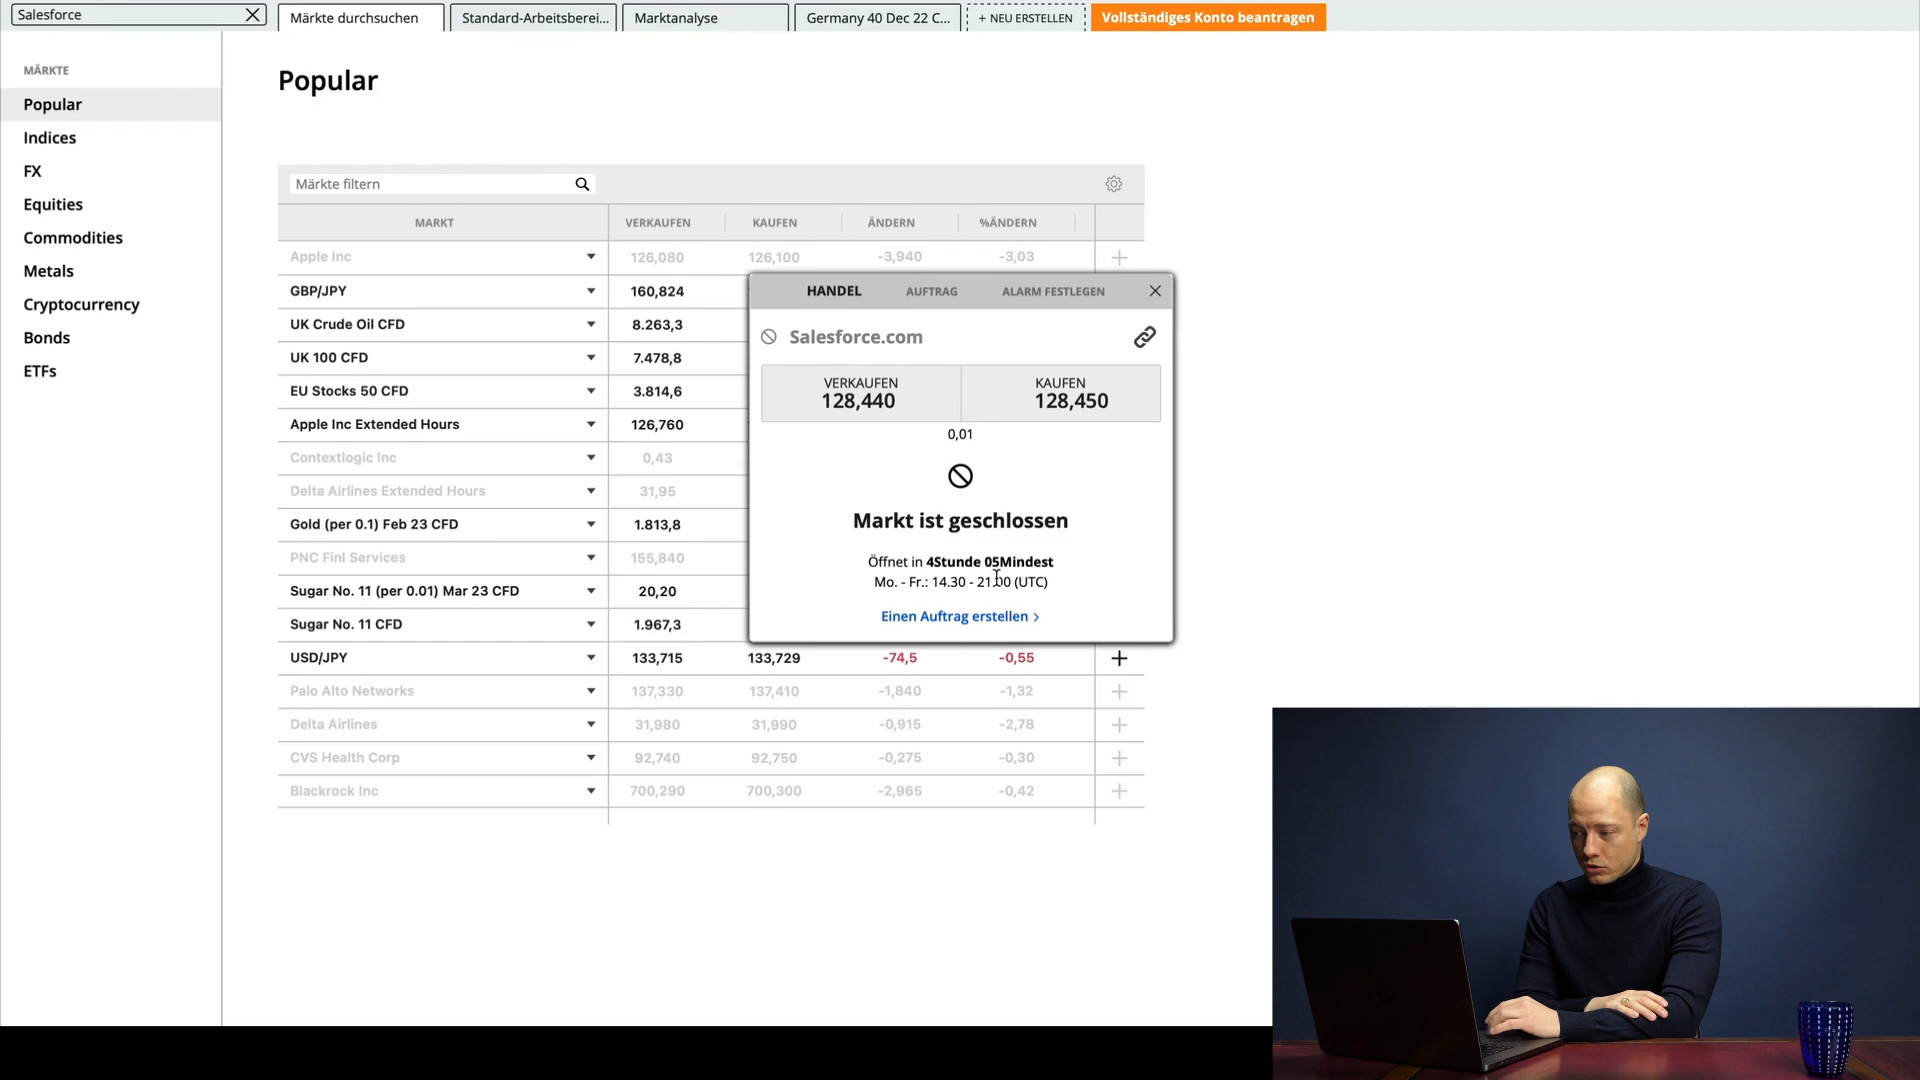 Salesforce
Märkte durchsuchen
Standard-Arbeitsberei...
Marktanalyse
Germany 40 Dec 22 C...
+ NEU ERSTELLEN
Vollständiges Konto beantragen
MÄRKTE
Popular
Indices
FX
Equities
Commodities
Metals
Cryptocurrency
Bonds
ETFs
Popular
Märkte filtern
MARKT VERKAUFEN KAUFEN ÄNDERN %ÄNDERN
Apple Inc 126,080 126,100 -3,940 -3,03
GBP/JPY 160,824
UK Crude Oil CFD 8.263,3
UK 100 CFD 7.478,8
EU Stocks 50 CFD 3.814,6
Apple Inc Extended Hours 126,760
Contextlogic Inc 0,43
Delta Airlines Extended Hours 31,95
Gold (per 0.1) Feb 23 CFD 1.813,8
PNC Finl Services 155,840
Sugar No. 11 (per 0.01) Mar 23 CFD 20,20
Sugar No. 11 CFD 1.967,3
USD/JPY 133,715 133,729 -74,5 -0,55
Palo Alto Networks 137,330 137,410 -1,840 -1,32
Delta Airlines 31,980 31,990 -0,915 -2,78
CVS Health Corp 92,740 92,750 -0,275 -0,30
Blackrock Inc 700,290 700,300 -2,965 -0,42
HANDEL AUFTRAG ALARM FESTLEGEN
Salesforce.com
VERKAUFEN KAUFEN
128,440 128,450
0,01
Markt ist geschlossen
Öffnet in 4Stunde 05Mindest
Mo. - Fr.: 14.30 - 21.00 (UTC)
Einen Auftrag erstellen >